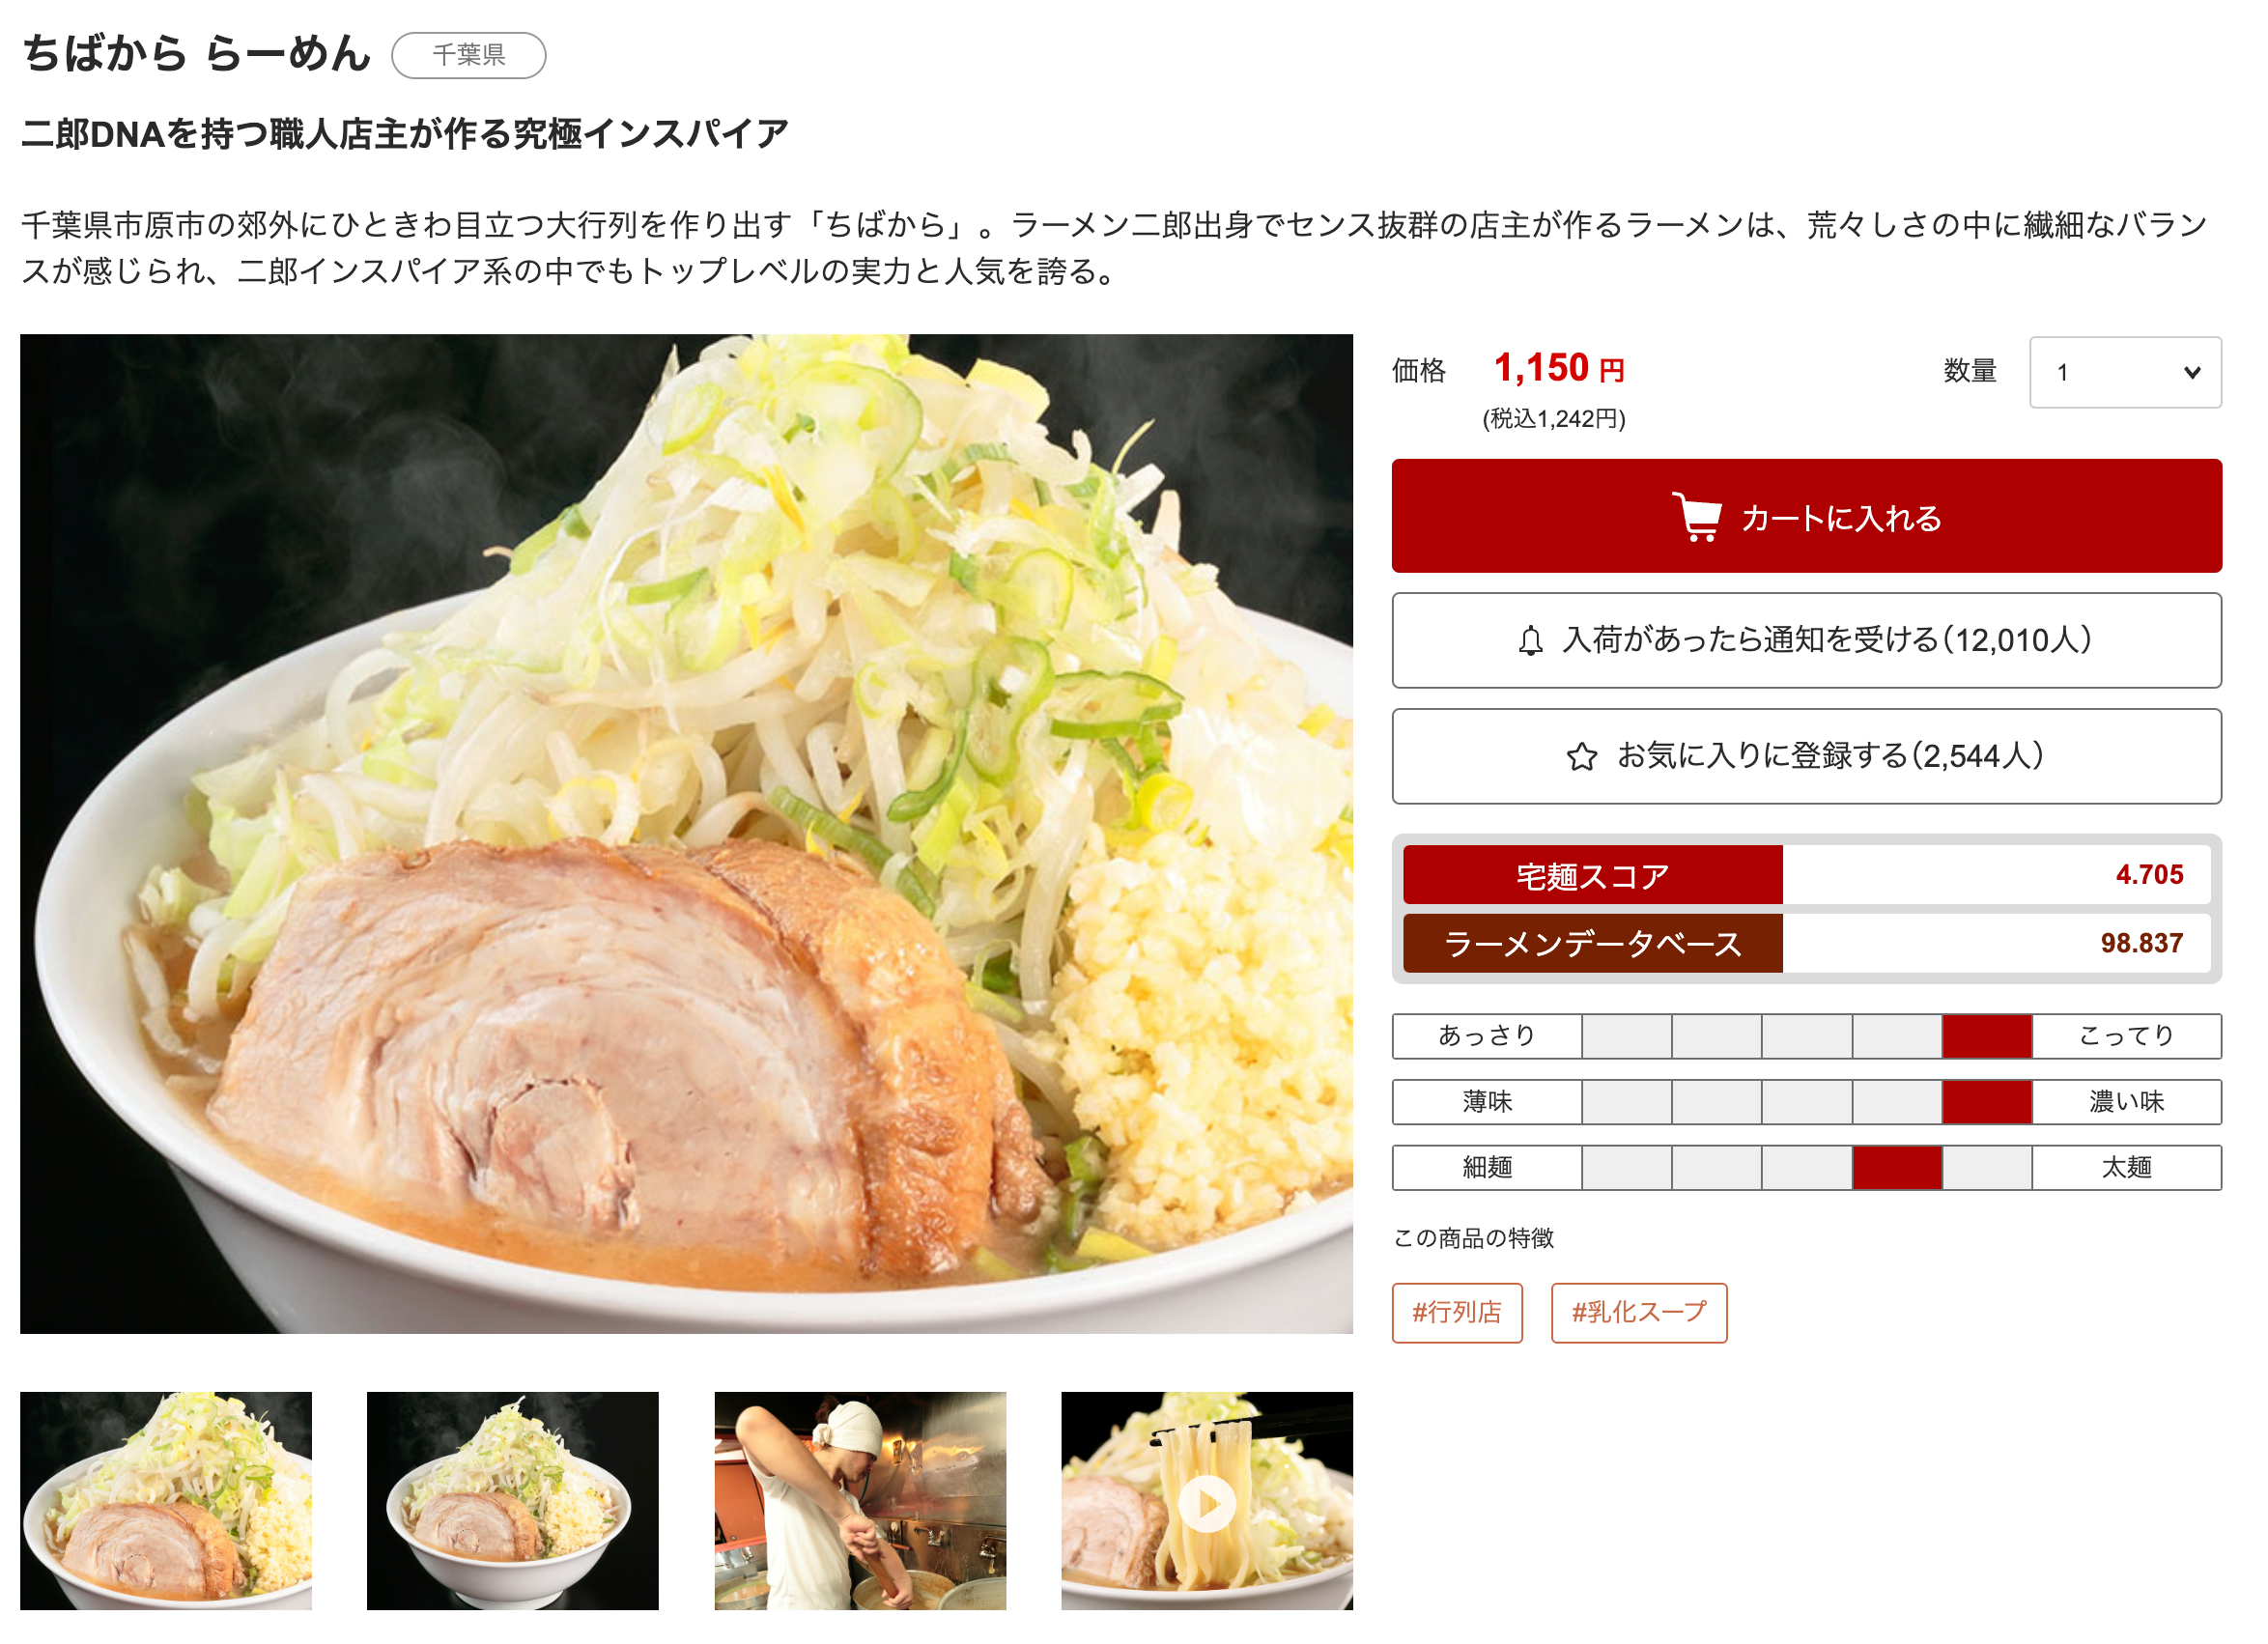 ちばから らーめん 千葉県
二郎DNAを持つ職人店主が作る究極インスパイア
千葉県市原市の郊外にひときわ目立つ大行列を作り出す「ちばから」。ラーメン二郎出身でセンス抜群の店主が作るラーメンは、荒々しさの中に繊細なバラン
スが感じられ、二郎インスパイア系の中でもトップレベルの実力と人気を誇る。
価格 1,150 円 数量 1
(税込1,242円)
カートに入れる
入荷があったら通知を受ける(12,010人)
お気に入りに登録する(2,544人)
宅麺スコア 4.705
ラーメンデータベース 98.837
あっさり こってり
薄味 濃い味
細麺 太麺
この商品の特徴
#行列店 #乳化スープ